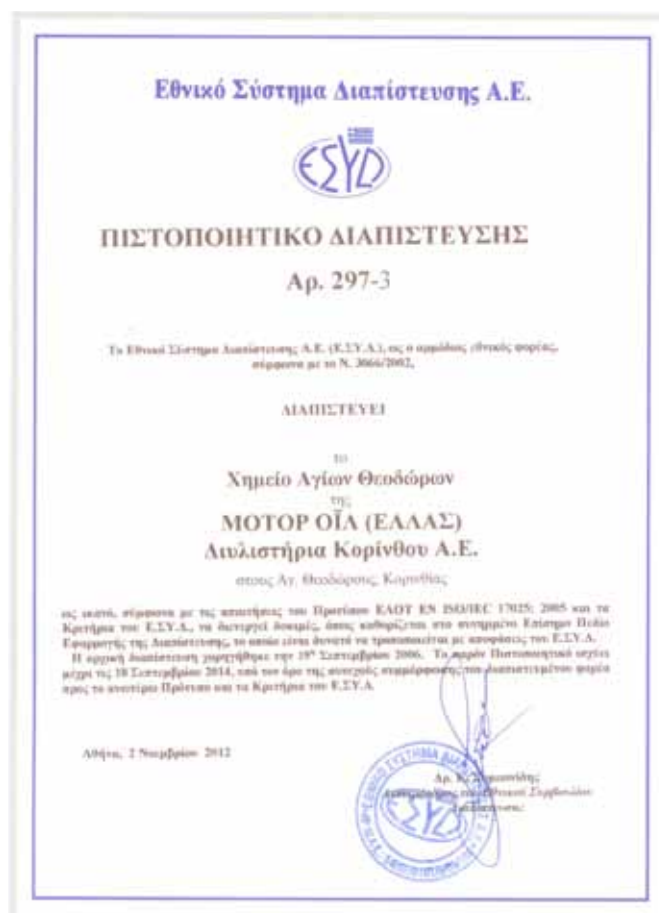 Εθνικό Σύστημα Διαπίστευσης Α.Ε.
ΕΣΥΔ
ΠΙΣΤΟΠΟΙΗΤΙΚΟ ΔΙΑΠΙΣΤΕΥΣΗΣ
Αρ. 297-3
Το Εθνικό Σύστημα Διαπίστευσης Α.Ε. (Ε.ΣΥ.Δ.), ως ο αρμόδιος εθνικός φορέας,
σύμφωνα με το Ν. 3066/2002,
ΔΙΑΠΙΣΤΕΥΕΙ
το
Χημείο Αγίων Θεοδώρων
της
ΜΟΤΟΡ ΟΪΛ (ΕΛΛΑΣ)
Διυλιστήρια Κορίνθου Α.Ε.
στους Αγ. Θεοδώρους, Κορινθίας
ως ικανό, σύμφωνα με τις απαιτήσεις του Προτύπου ΕΛΟΤ EN ISO/IEC 17025: 2005 και τα
Κριτήρια του Ε.ΣΥ.Δ., να διενεργεί δοκιμές, όπως καθορίζεται στο συνημμένο Επίσημο Πεδίο
Εφαρμογής της Διαπίστευσης, το οποίο είναι δυνατό να τροποποιείται με αποφάσεις του Ε.ΣΥ.Δ.
Η αρχική διαπίστευση χορηγήθηκε την 19η Σεπτεμβρίου 2006. Το παρόν Πιστοποιητικό ισχύει
μέχρι τις 18 Σεπτεμβρίου 2014, υπό τον όρο της συνεχούς συμμόρφωσης του διαπιστευμένου φορέα
προς το ανωτέρω Πρότυπο και τα Κριτήρια του Ε.ΣΥ.Δ.
Αθήνα, 2 Νοεμβρίου 2012
Εθνικού Συμβουλίου
Διαπίστευσης
ΕΣΥΔ